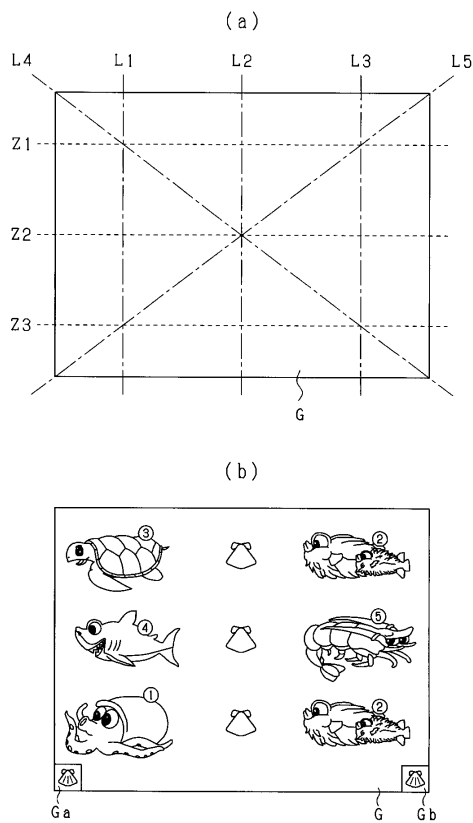 (a)
L4 L1 L2 L3 L5
Z1
Z2
Z3
G
(b)
③ ②
④ ⑤
① ②
Ga G Gb